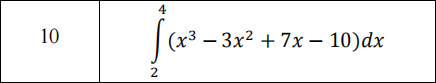 10 ∫₂⁴ (x³ − 3x² + 7x − 10)dx